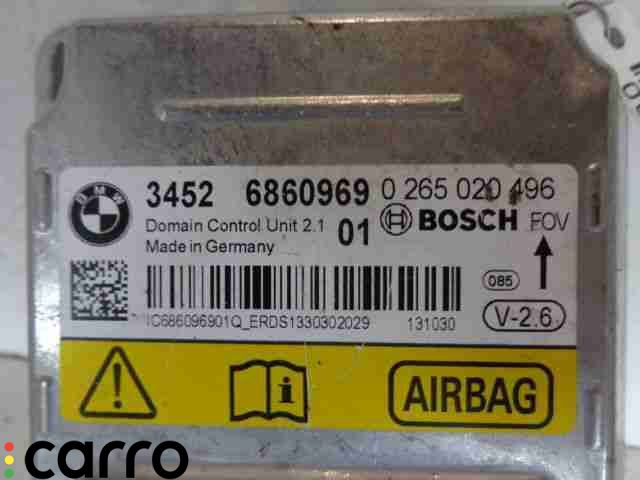 BMW
3452 6860969 0 265 020 496
Domain Control Unit 2.1 01 BOSCH FOV
Made in Germany
085
IC686096901Q_ERDS1330302029 131030 V-2.6
i AIRBAG
carro